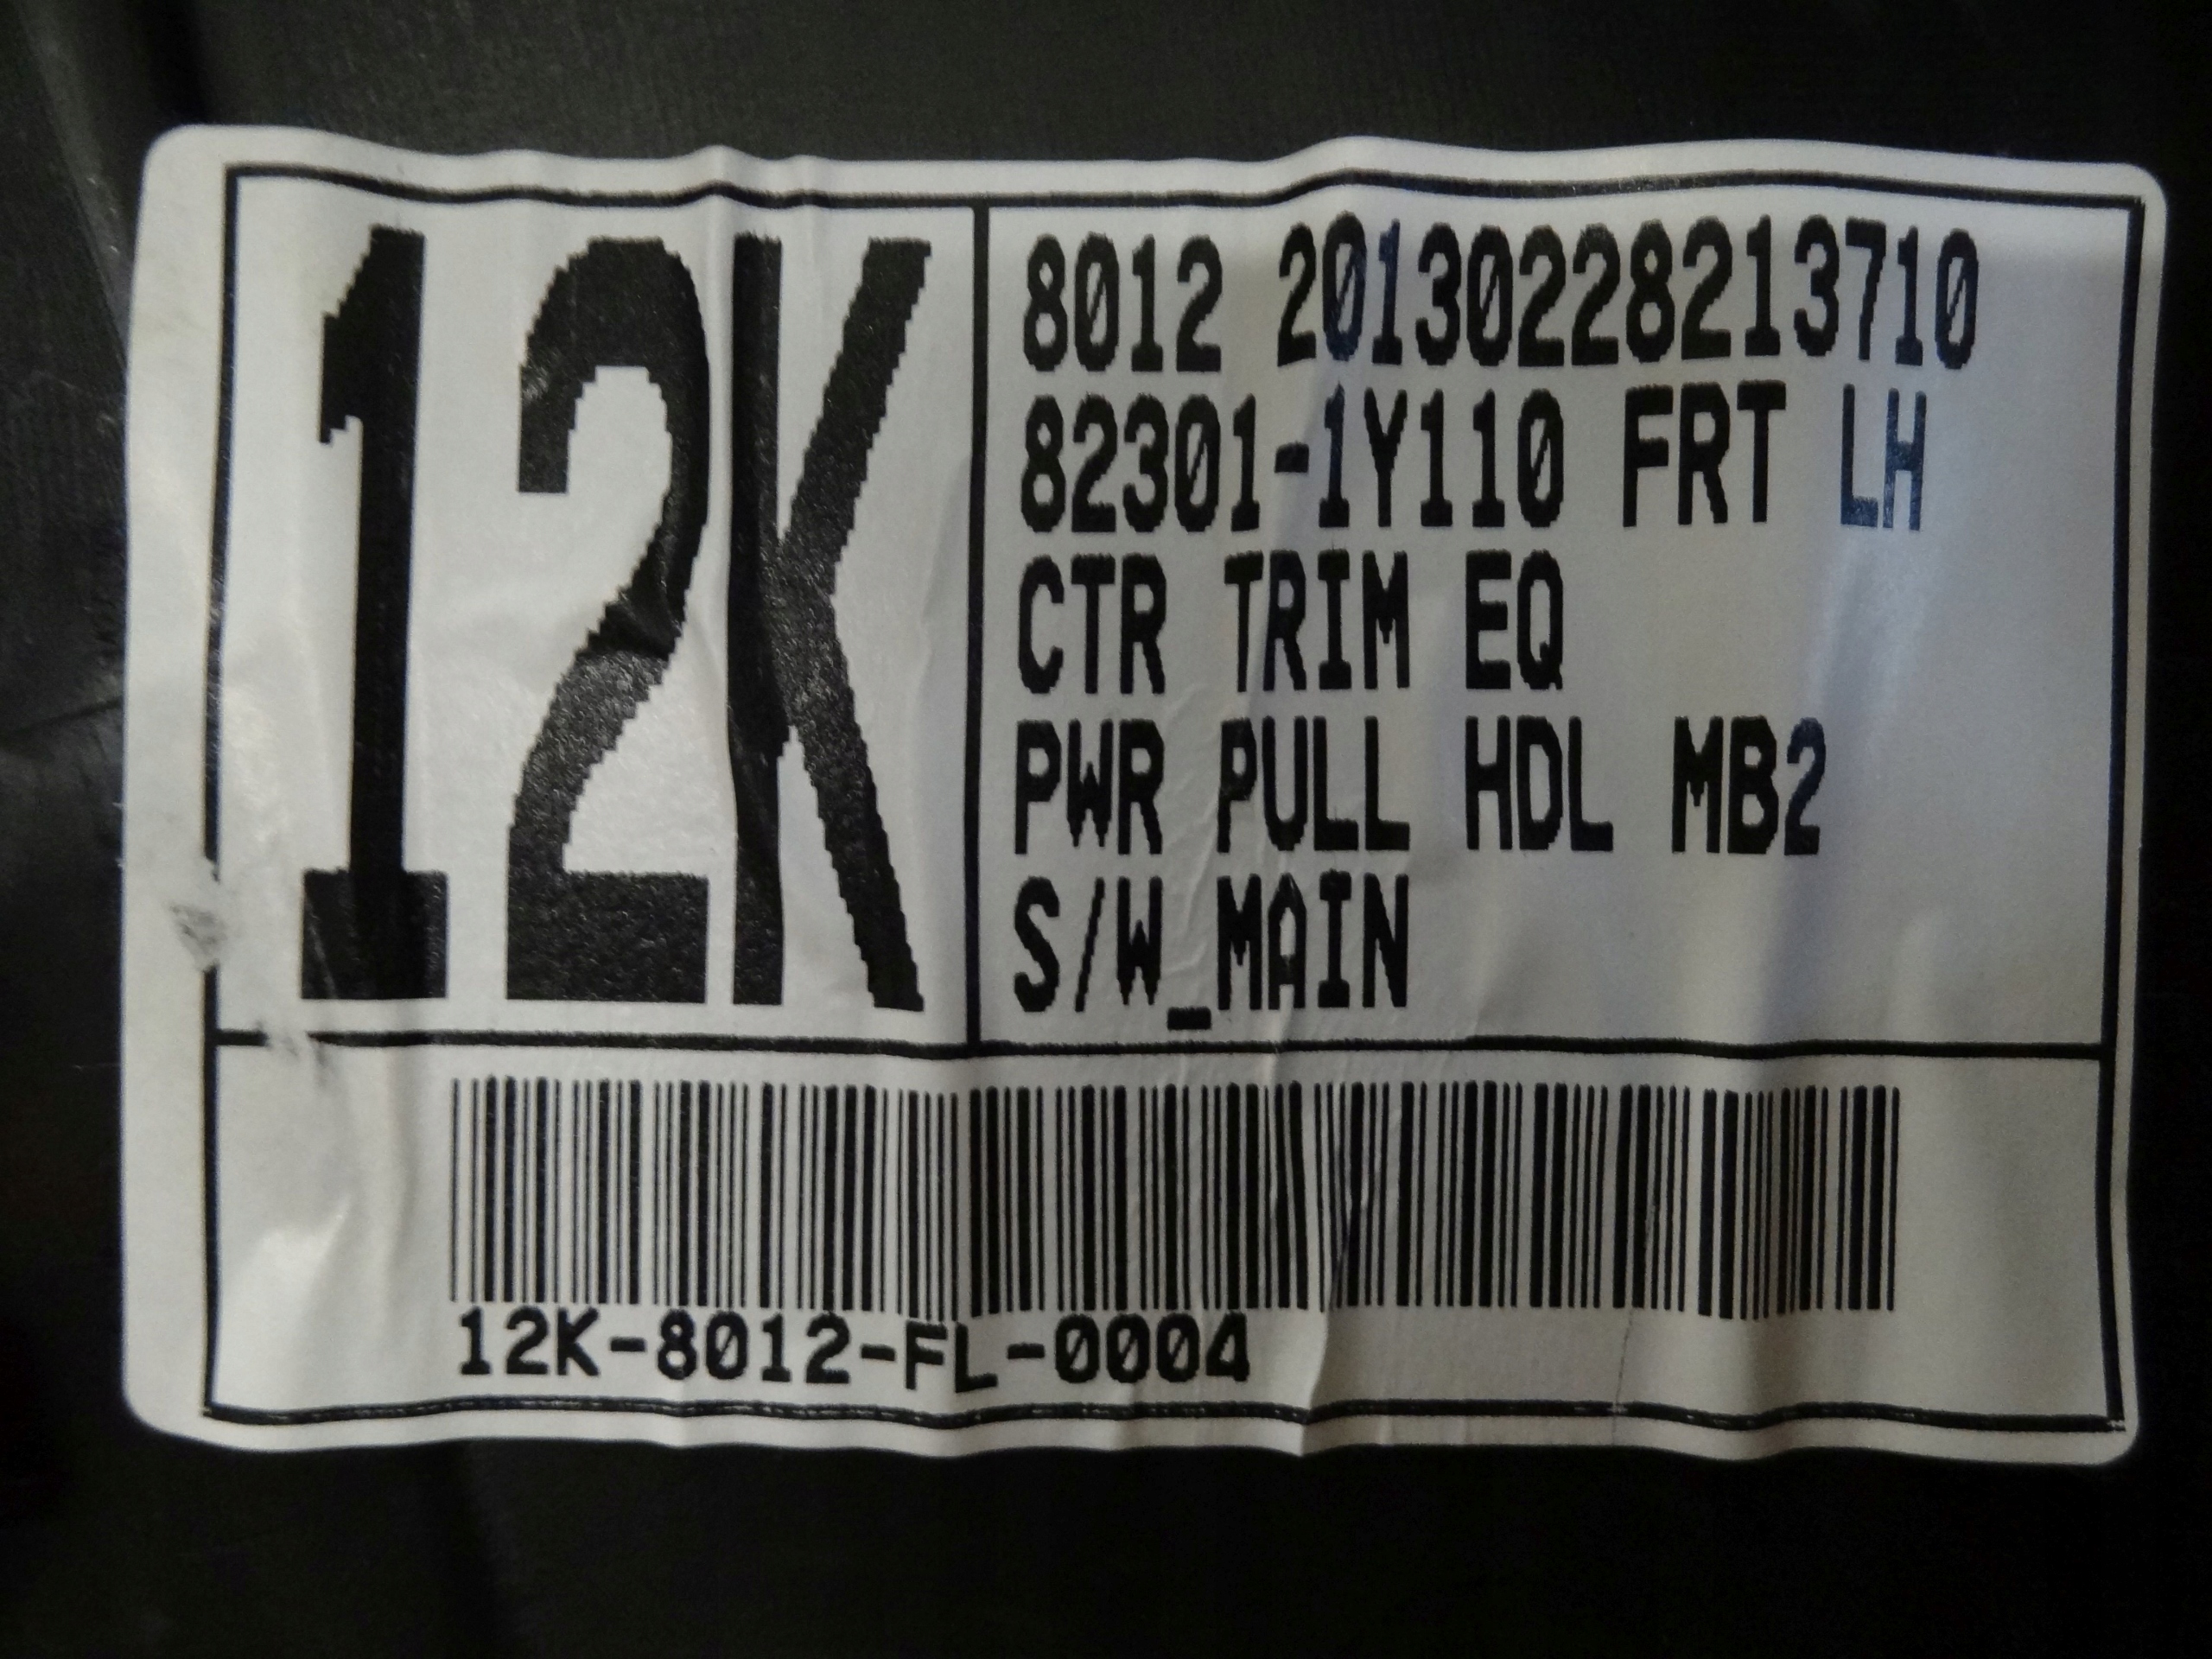 12K
8012 20130228213710
82301-1Y110 FRT LH
CTR TRIM EQ
PWR PULL HDL MB2
S/W_MAIN
12K-8012-FL-0004